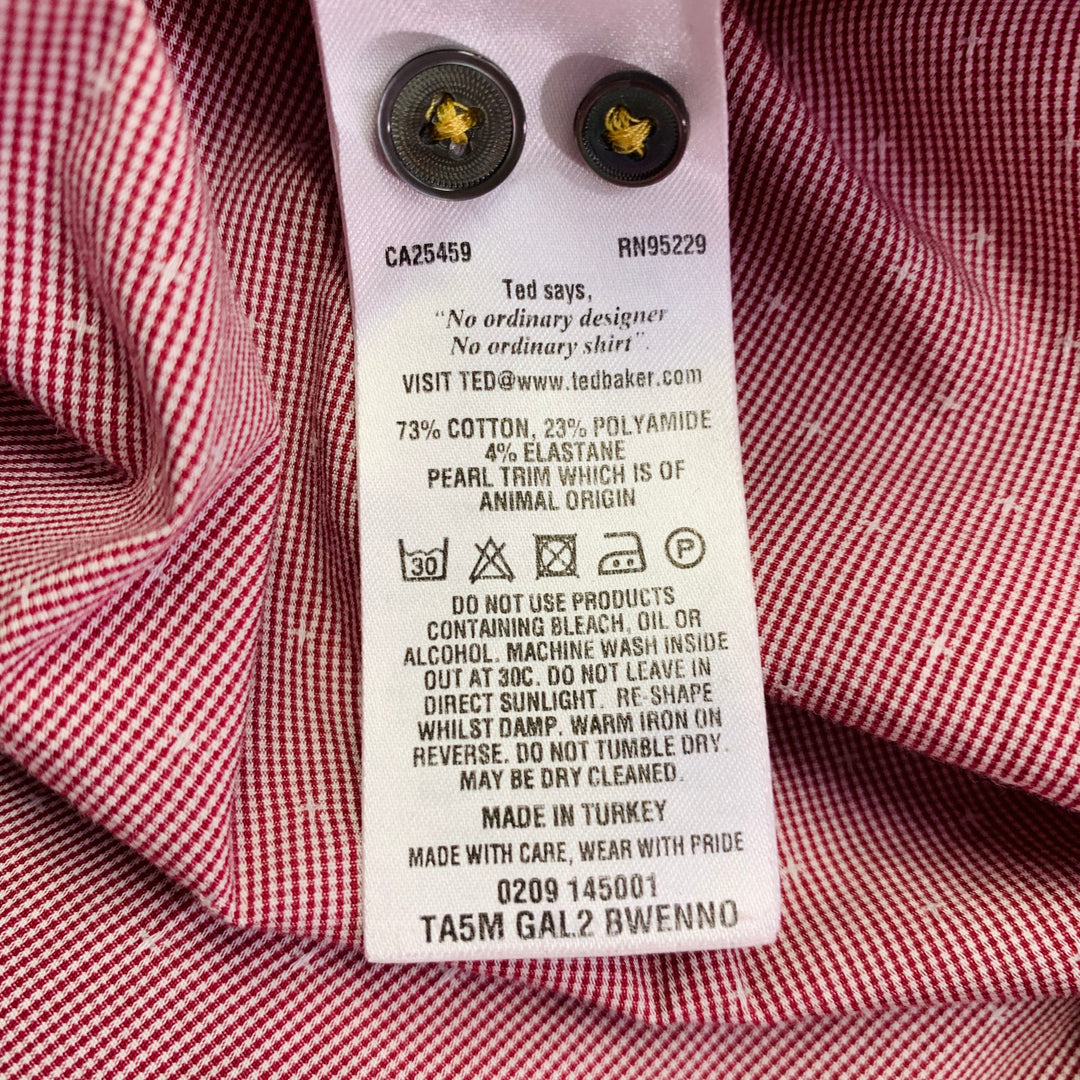 CA25459 RN95229
Ted says,
"No ordinary designer
No ordinary shirt".
VISIT TED@www.tedbaker.com
73% COTTON, 23% POLYAMIDE
4% ELASTANE
PEARL TRIM WHICH IS OF
ANIMAL ORIGIN
30 P
DO NOT USE PRODUCTS
CONTAINING BLEACH, OIL OR
ALCOHOL. MACHINE WASH INSIDE
OUT AT 30C. DO NOT LEAVE IN
DIRECT SUNLIGHT. RE-SHAPE
WHILST DAMP. WARM IRON ON
REVERSE. DO NOT TUMBLE DRY.
MAY BE DRY CLEANED.
MADE IN TURKEY
MADE WITH CARE, WEAR WITH PRIDE
0209 145001
TA5M GAL2 BWENNO